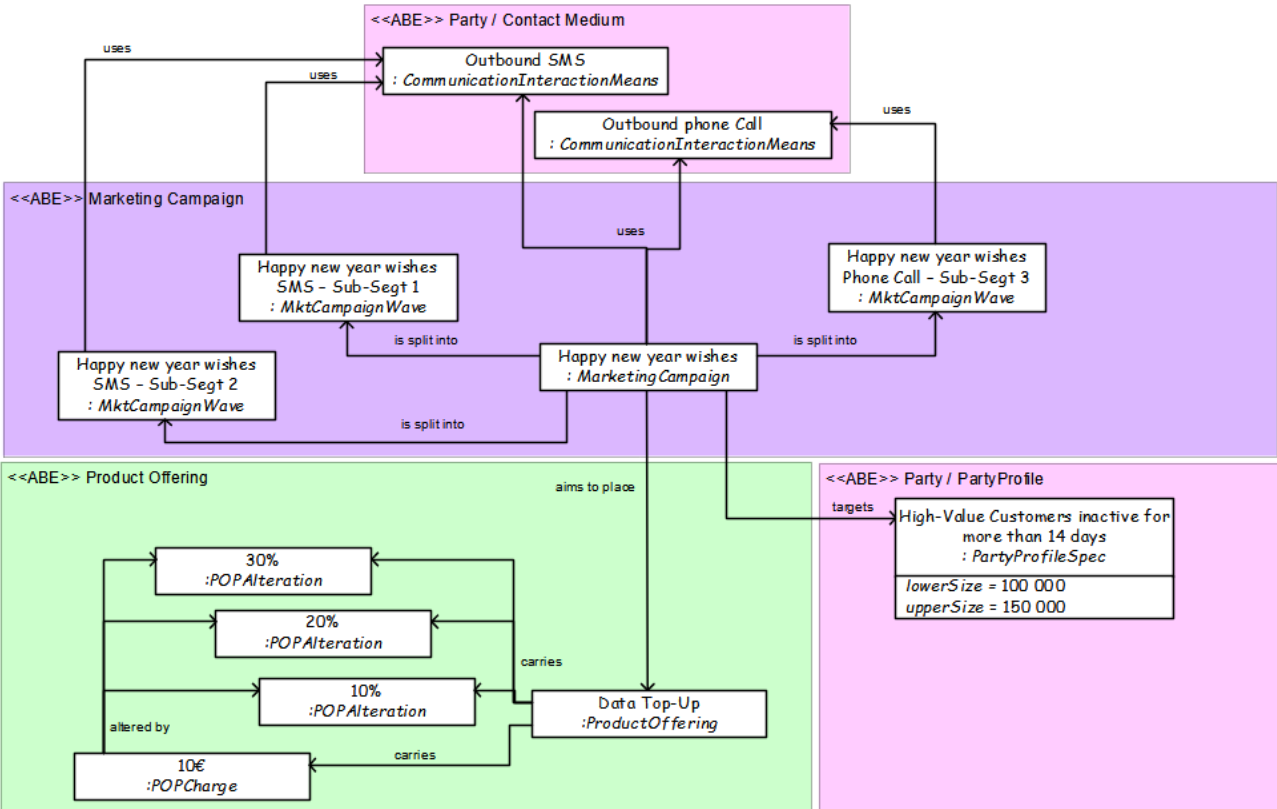 <<ABE>> Party / Contact Medium
uses
Outbound SMS
: CommunicationInteractionMeans
uses
uses
Outbound phone Call
: CommunicationInteractionMeans
<<ABE>> Marketing Campaign
uses
Happy new year wishes
SMS – Sub-Segt 1
: MktCampaignWave
Happy new year wishes
Phone Call – Sub-Segt 3
: MktCampaignWave
is split into
is split into
Happy new year wishes
SMS – Sub-Segt 2
: MktCampaignWave
Happy new year wishes
: MarketingCampaign
is split into
<<ABE>> Product Offering
aims to place
<<ABE>> Party / PartyProfile
targets
High-Value Customers inactive for
more than 14 days
: PartyProfileSpec
lowerSize = 100 000
upperSize = 150 000
30%
:POPAlteration
20%
:POPAlteration
carries
10%
:POPAlteration
Data Top-Up
:ProductOffering
altered by
carries
10€
:POPCharge